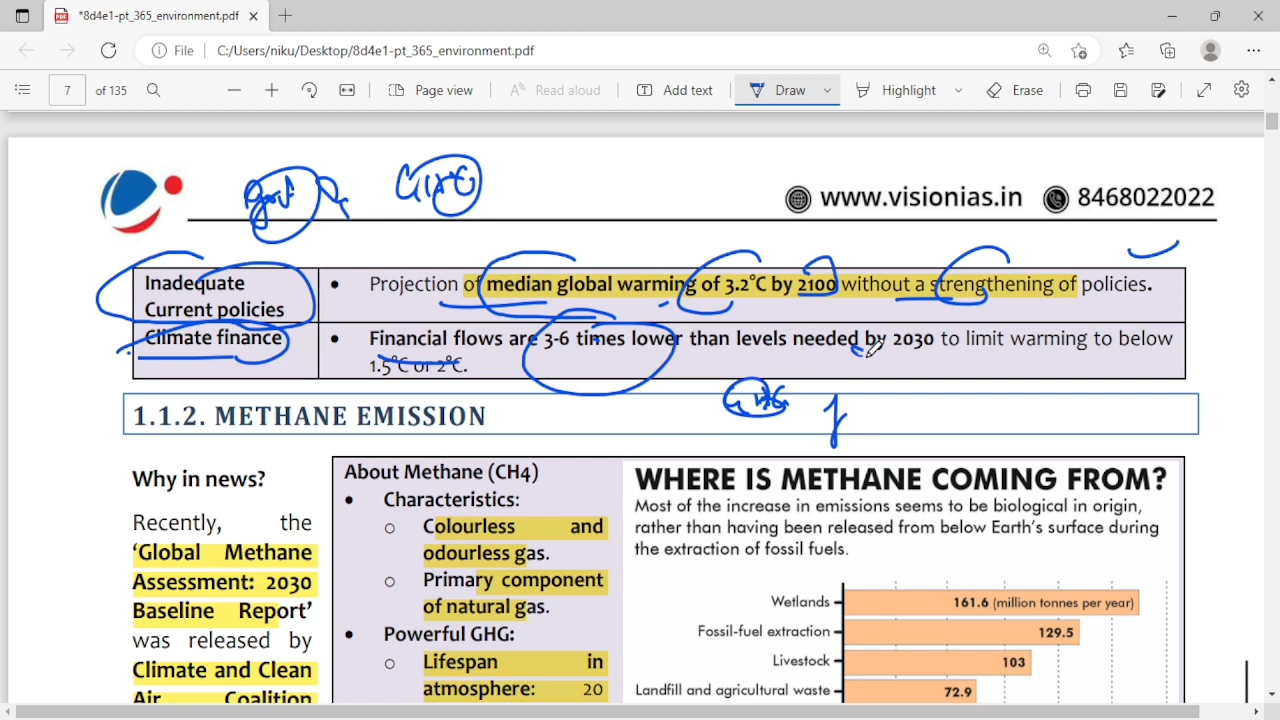 *8d4e1-pt_365_environment.pdf
File C:/Users/niku/Desktop/8d4e1-pt_365_environment.pdf
7 of 135 Page view Read aloud Add text Draw Highlight Erase
www.visionias.in 8468022022
Inadequate
Current policies
• Projection of median global warming of 3.2°C by 2100 without a strengthening of policies.
Climate finance
• Financial flows are 3-6 times lower than levels needed by 2030 to limit warming to below
1.5°C or 2°C.
1.1.2. METHANE EMISSION
Why in news?
Recently, the
‘Global Methane
Assessment: 2030
Baseline Report’
was released by
Climate and Clean
Air Coalition
About Methane (CH4)
• Characteristics:
o Colourless and
odourless gas.
o Primary component
of natural gas.
• Powerful GHG:
o Lifespan in
atmosphere: 20
WHERE IS METHANE COMING FROM?
Most of the increase in emissions seems to be biological in origin,
rather than having been released from below Earth’s surface during
the extraction of fossil fuels.
Wetlands 161.6 (million tonnes per year)
Fossil-fuel extraction 129.5
Livestock 103
Landfill and agricultural waste 72.9